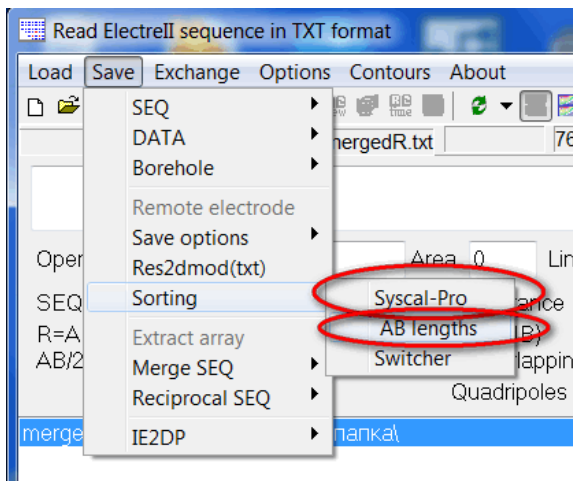 Read ElectreII sequence in TXT format
Load Save Exchange Options Contours About
SEQ
DATA
mergedR.txt 76
Borehole
Remote electrode
Save options
Oper Area 0 Lin
Res2dmod(txt)
SEQ Sorting Syscal-Pro ance
R=A AB lengths B)
Extract array
AB/2 Switcher lappin
Merge SEQ
Reciprocal SEQ Quadripoles
merge IE2DP папка\